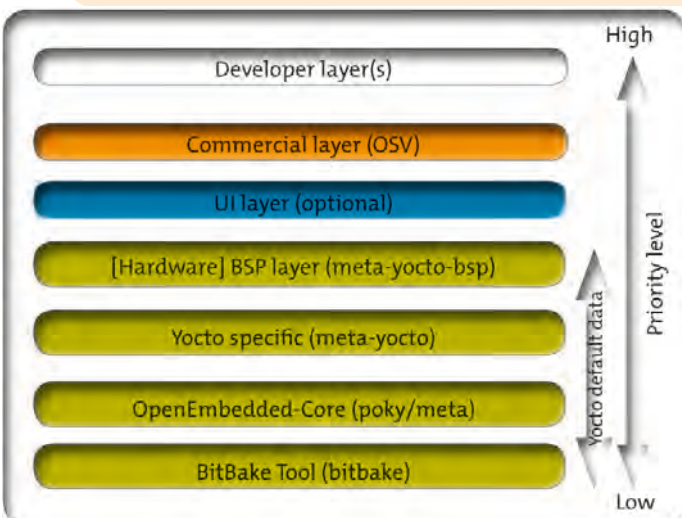 High
Developer layer(s)
Commercial layer (OSV)
UI layer (optional)
[Hardware] BSP layer (meta-yocto-bsp)
Yocto specific (meta-yocto)
OpenEmbedded-Core (poky/meta)
BitBake Tool (bitbake)
Yocto default data
Priority level
Low